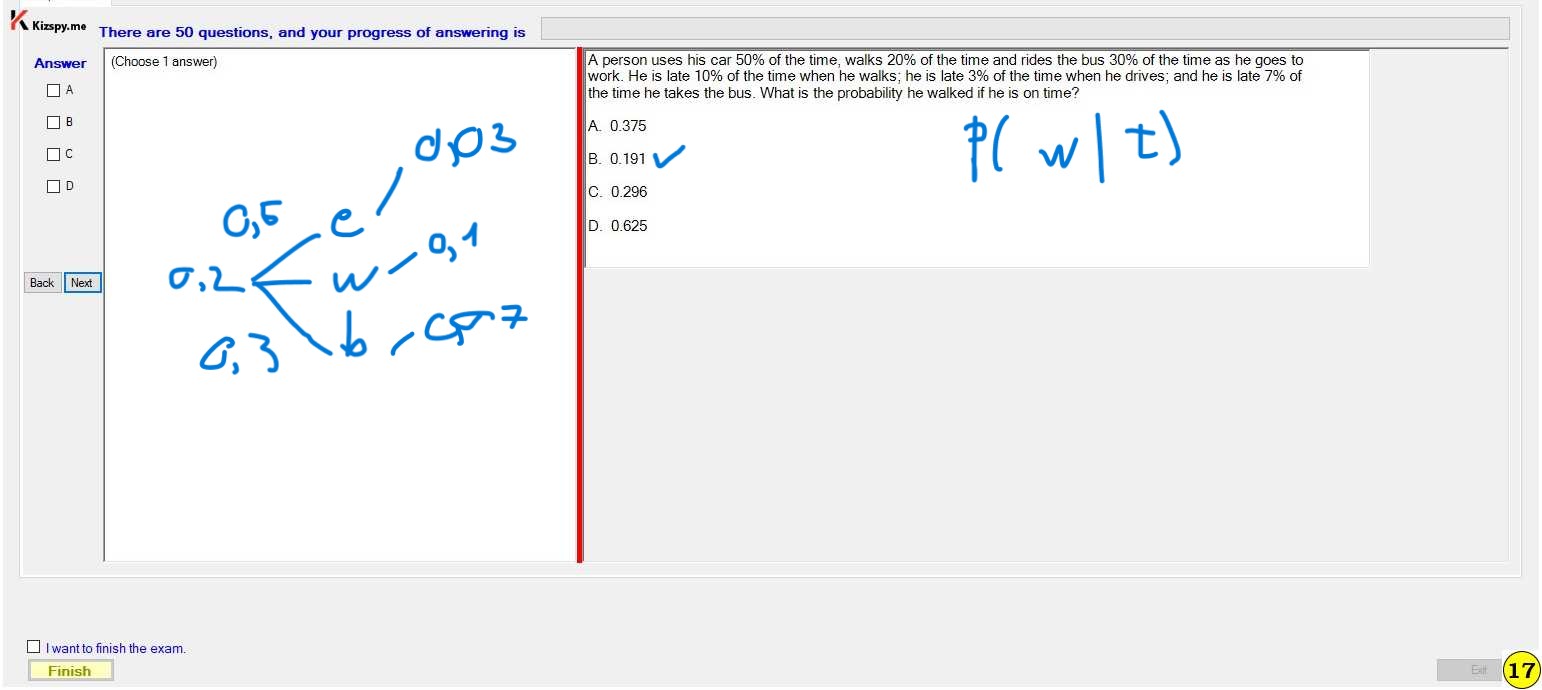 Kizspy.me
There are 50 questions, and your progress of answering is
Answer
A
B
C
D
Back
Next
(Choose 1 answer)
0,5
0,2
0,3
e
w
b
0,03
0,1
0,07
A person uses his car 50% of the time, walks 20% of the time and rides the bus 30% of the time as he goes to
work. He is late 10% of the time when he walks; he is late 3% of the time when he drives; and he is late 7% of
the time he takes the bus. What is the probability he walked if he is on time?
A. 0.375
B. 0.191
C. 0.296
D. 0.625
P( w | t )
I want to finish the exam.
Finish
Exit
17